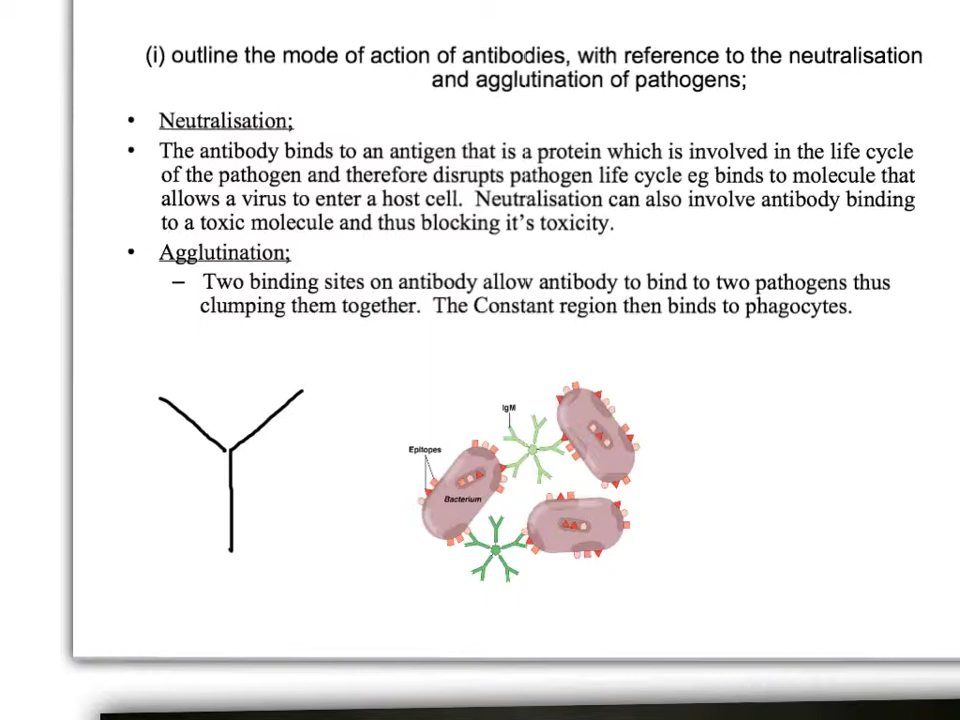 (i) outline the mode of action of antibodies, with reference to the neutralisation
and agglutination of pathogens;
• Neutralisation;
• The antibody binds to an antigen that is a protein which is involved in the life cycle
of the pathogen and therefore disrupts pathogen life cycle eg binds to molecule that
allows a virus to enter a host cell.  Neutralisation can also involve antibody binding
to a toxic molecule and thus blocking it's toxicity.
• Agglutination;
– Two binding sites on antibody allow antibody to bind to two pathogens thus
clumping them together.  The Constant region then binds to phagocytes.
IgM
Epitopes
Bacterium